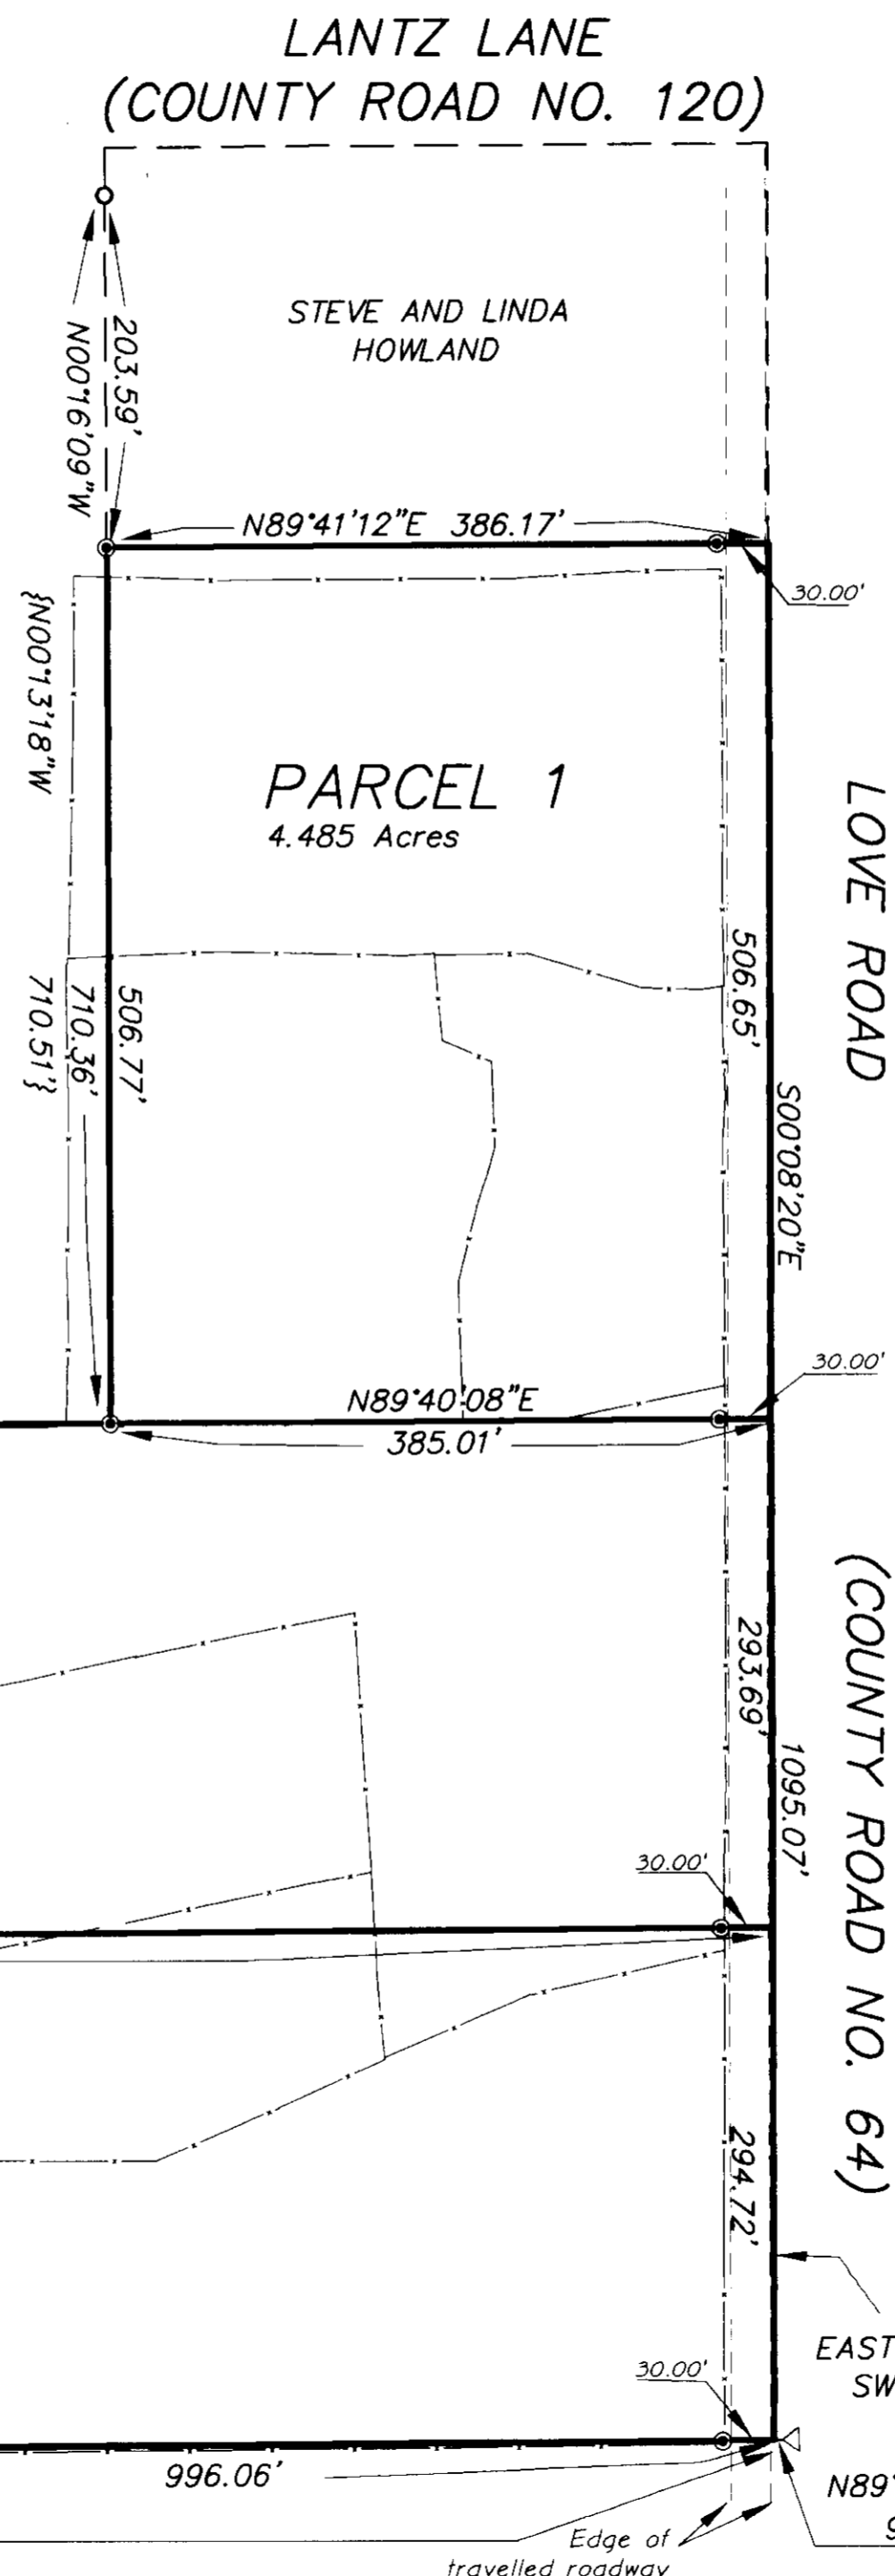 LANTZ LANE
(COUNTY ROAD NO. 120)
STEVE AND LINDA
HOWLAND
203.59'
N00°16'09"W
N89°41'12"E 386.17'
30.00'
{N00°13'18"W
PARCEL 1
4.485 Acres
LOVE ROAD
506.65'
506.77'
710.36'
710.51'}
S00°08'20"E
30.00'
N89°40'08"E
385.01'
(COUNTY ROAD NO. 64)
293.69'
1095.07'
30.00'
294.72'
EAST
SW
30.00'
996.06'
N89°
9
Edge of
travelled roadway